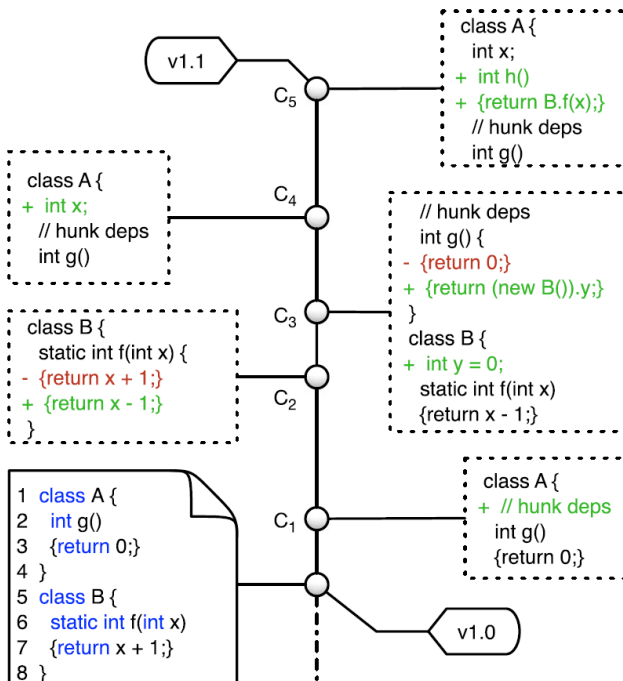 v1.1
C5
class A {
int x;
+ int h()
+ {return B.f(x);}
// hunk deps
int g()
class A {
+ int x;
// hunk deps
int g()
C4
// hunk deps
int g() {
- {return 0;}
+ {return (new B()).y;}
}
class B {
+ int y = 0;
static int f(int x)
{return x - 1;}
C3
class B {
static int f(int x) {
- {return x + 1;}
+ {return x - 1;}
}
C2
class A {
+ // hunk deps
int g()
{return 0;}
C1
1 class A {
2 int g()
3 {return 0;}
4 }
5 class B {
6 static int f(int x)
7 {return x + 1;}
8 }
v1.0